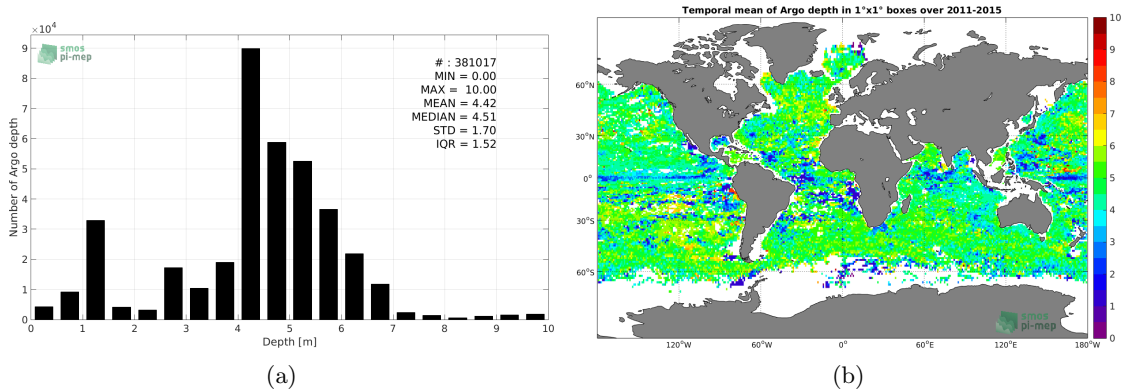 ×10⁴
10
9
8
7
6
5
4
3
2
1
0
Number of Argo depth
smos
pi-mep
# : 381017
MIN = 0.00
MAX = 10.00
MEAN = 4.42
MEDIAN = 4.51
STD = 1.70
IQR = 1.52
0 1 2 3 4 5 6 7 8 9 10
Depth [m]
(a)
Temporal mean of Argo depth in 1°x1° boxes over 2011-2015
60°N
30°N
0°
30°S
60°S
120°W 60°W 0° 60°E 120°E 180°W
smos
pi-mep
10
9
8
7
6
5
4
3
2
1
0
(b)